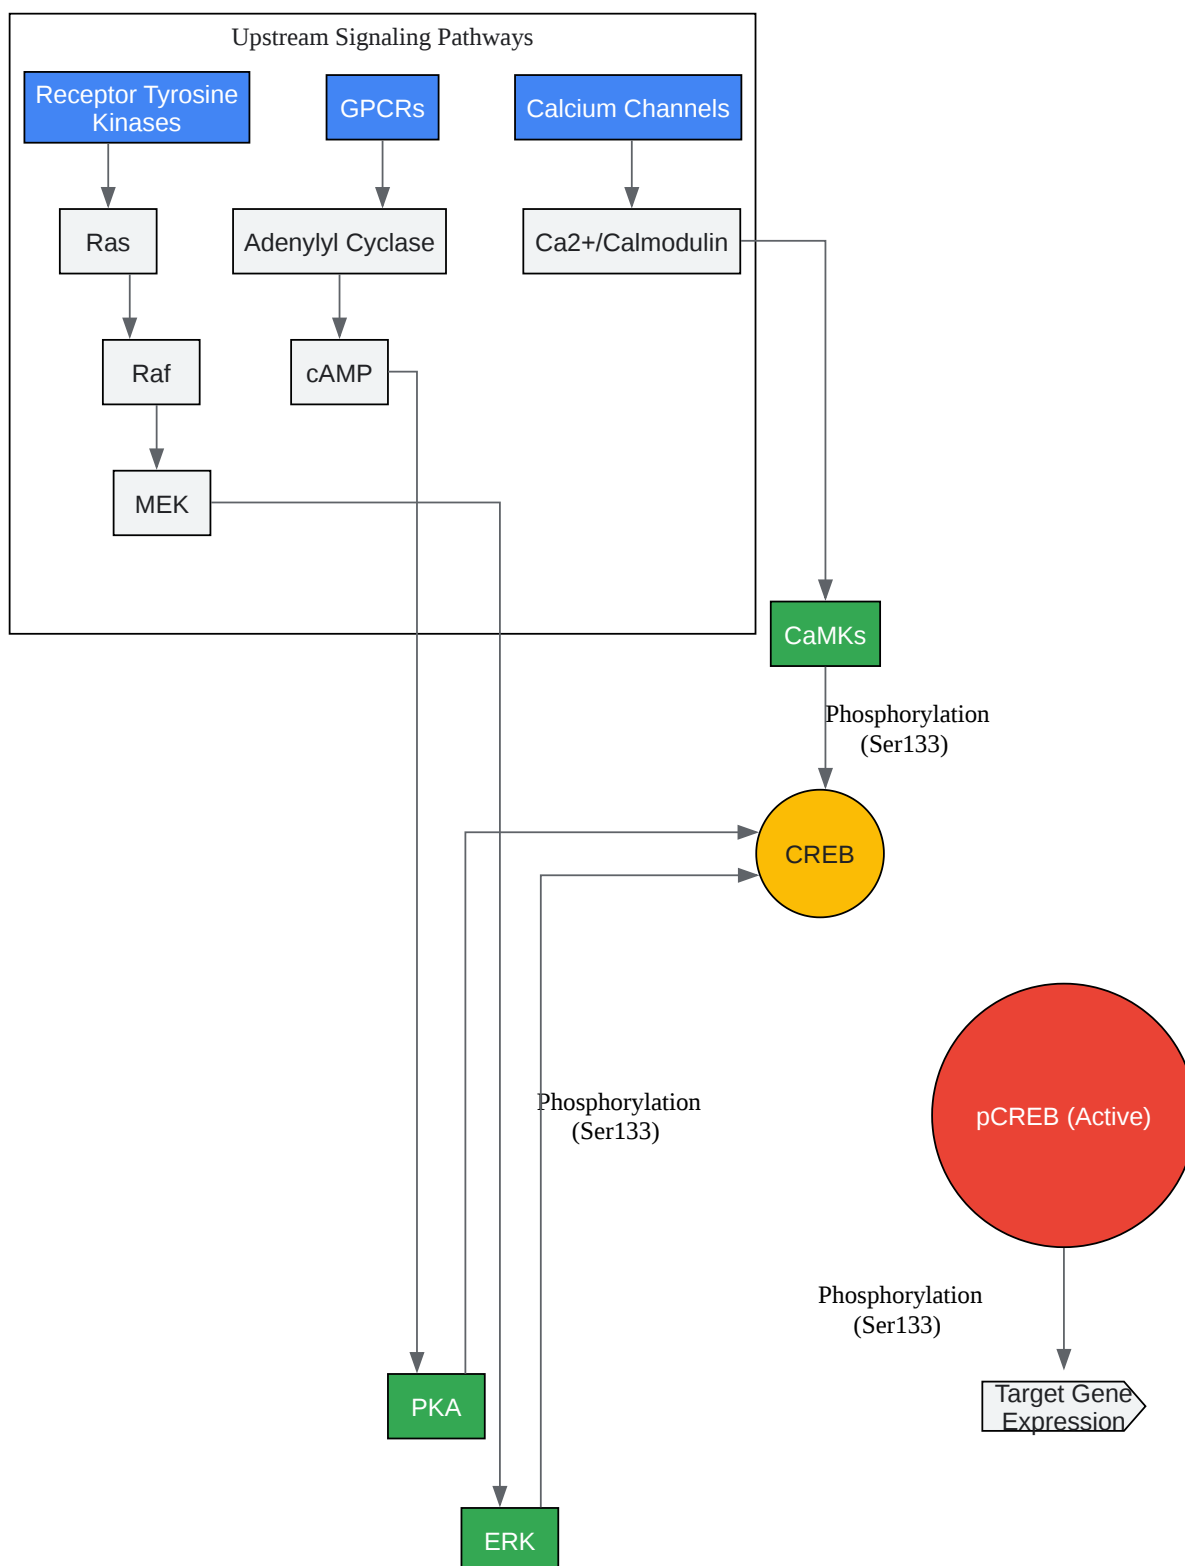 Upstream Signaling Pathways
Receptor Tyrosine
Kinases
GPCRs
Calcium Channels
Ras
Adenylyl Cyclase
Ca2+/Calmodulin
Raf
cAMP
MEK
CaMKs
Phosphorylation
(Ser133)
CREB
Phosphorylation
(Ser133)
pCREB (Active)
Phosphorylation
(Ser133)
PKA
Target Gene
Expression
ERK